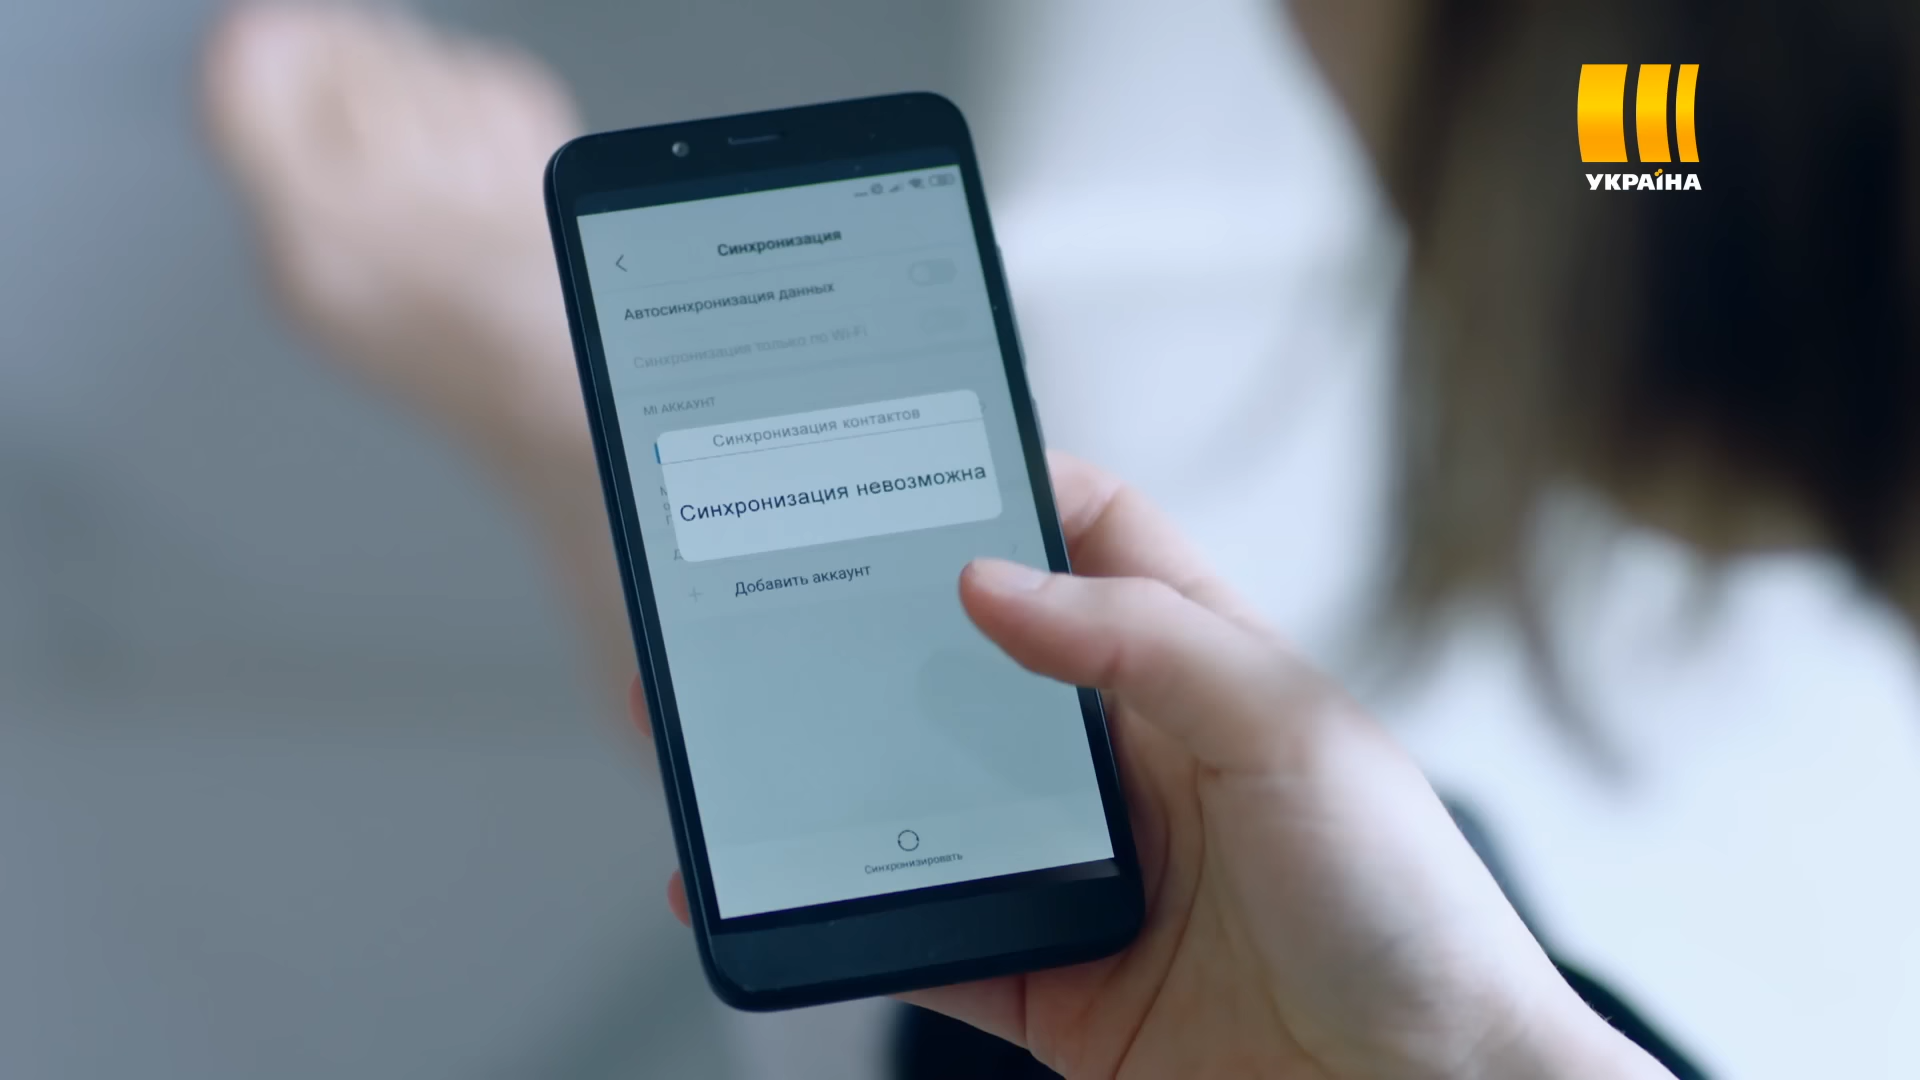 УКРАЇНА
Синхронизация
Автосинхронизация данных
Синхронизация только по Wi-Fi
MI АККАУНТ
Синхронизация контактов
Синхронизация невозможна
Добавить аккаунт
Синхронизировать